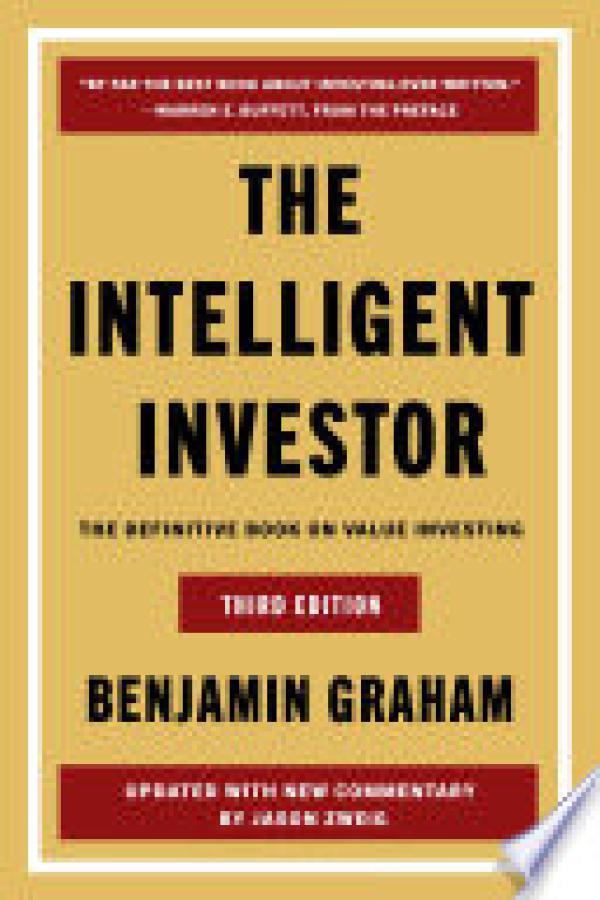 "BY FAR THE BEST BOOK ABOUT INVESTING EVER WRITTEN."
—WARREN E. BUFFETT, FROM THE PREFACE
THE
INTELLIGENT
INVESTOR
THE DEFINITIVE BOOK ON VALUE INVESTING
THIRD EDITION
BENJAMIN GRAHAM
UPDATED WITH NEW COMMENTARY
BY JASON ZWEIG